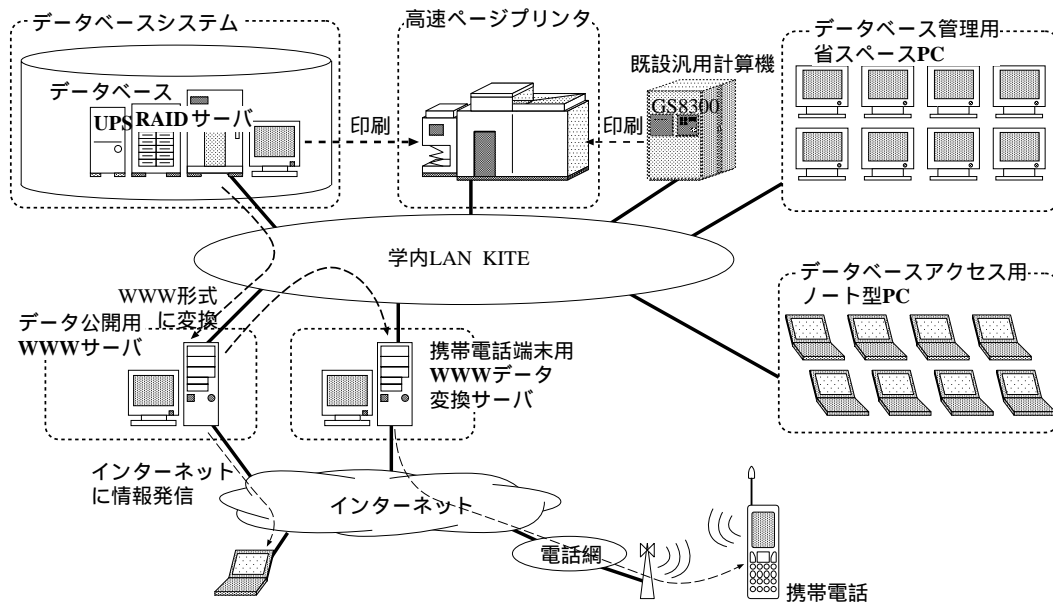 データベースシステム
データベース
UPS
RAID サーバ
印刷
高速ページプリンタ
印刷
既設汎用計算機
GS8300
データベース管理用
省スペースPC
学内LAN KITE
WWW形式
に変換
データ公開用
WWWサーバ
携帯電話端末用
WWWデータ
変換サーバ
データベースアクセス用
ノート型PC
インターネット
に情報発信
インターネット
電話網
携帯電話